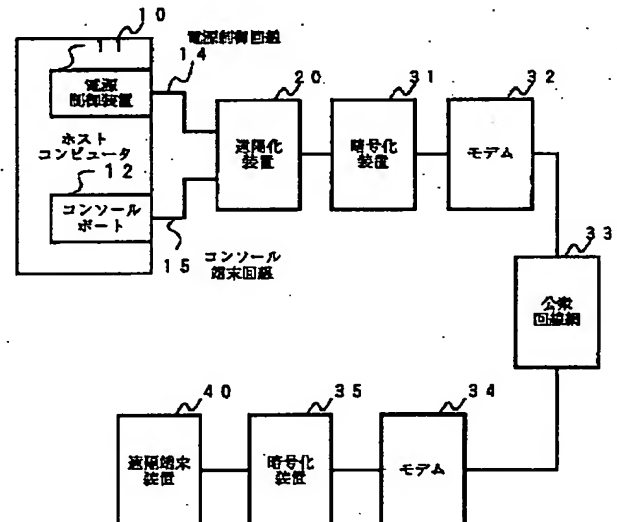 10
11
電源制御回線
14
電源
制御装置
ホスト
コンピュータ
12
コンソール
ポート
15
コンソール
端末回線
20
遠隔化
装置
31
暗号化
装置
32
モデム
33
公衆
回線網
40
遠隔端末
装置
35
暗号化
装置
34
モデム